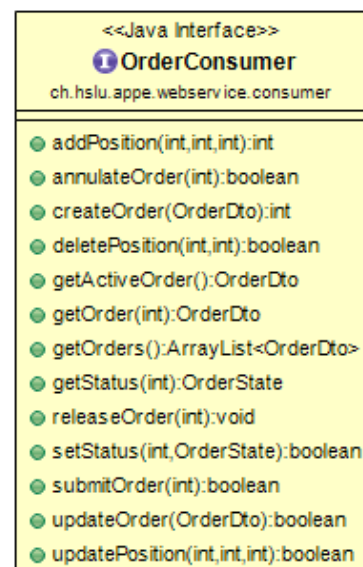 <<Java Interface>>
I OrderConsumer
ch.hslu.appe.webservice.consumer
addPosition(int,int,int):int
annulateOrder(int):boolean
createOrder(OrderDto):int
deletePosition(int,int):boolean
getActiveOrder():OrderDto
getOrder(int):OrderDto
getOrders():ArrayList<OrderDto>
getStatus(int):OrderState
releaseOrder(int):void
setStatus(int,OrderState):boolean
submitOrder(int):boolean
updateOrder(OrderDto):boolean
updatePosition(int,int,int):boolean